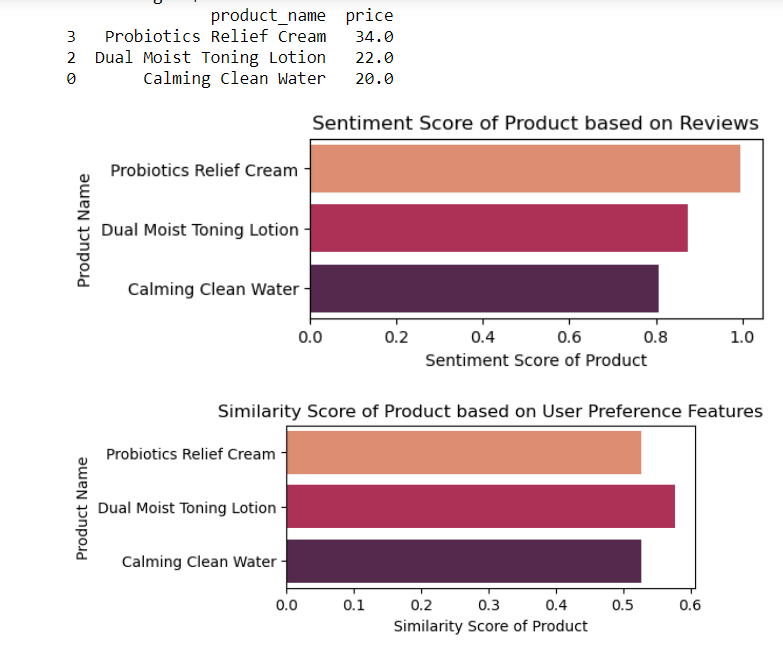 product_name price
3 Probiotics Relief Cream 34.0
2 Dual Moist Toning Lotion 22.0
0 Calming Clean Water 20.0
Sentiment Score of Product based on Reviews
Product Name
Probiotics Relief Cream
Dual Moist Toning Lotion
Calming Clean Water
0.0 0.2 0.4 0.6 0.8 1.0
Sentiment Score of Product
Similarity Score of Product based on User Preference Features
Product Name
Probiotics Relief Cream
Dual Moist Toning Lotion
Calming Clean Water
0.0 0.1 0.2 0.3 0.4 0.5 0.6
Similarity Score of Product